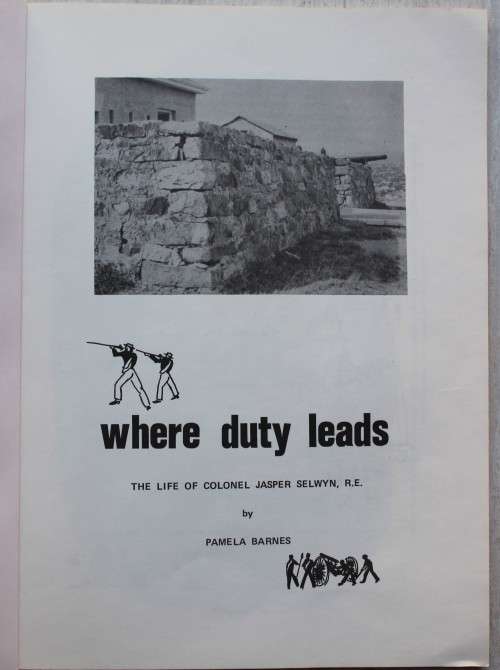 where duty leads
THE LIFE OF COLONEL JASPER SELWYN, R.E.
by
PAMELA BARNES